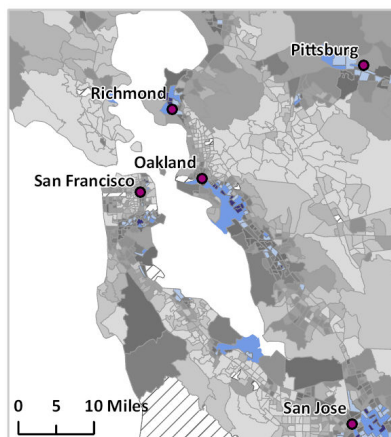 Pittsburg
Richmond
Oakland
San Francisco
San Jose
0 5 10 Miles